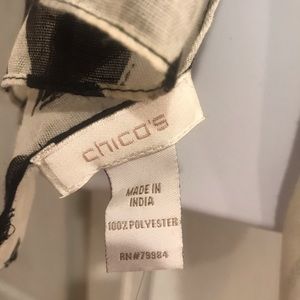 chico's
MADE IN
INDIA
100% POLYESTER
RN#79984